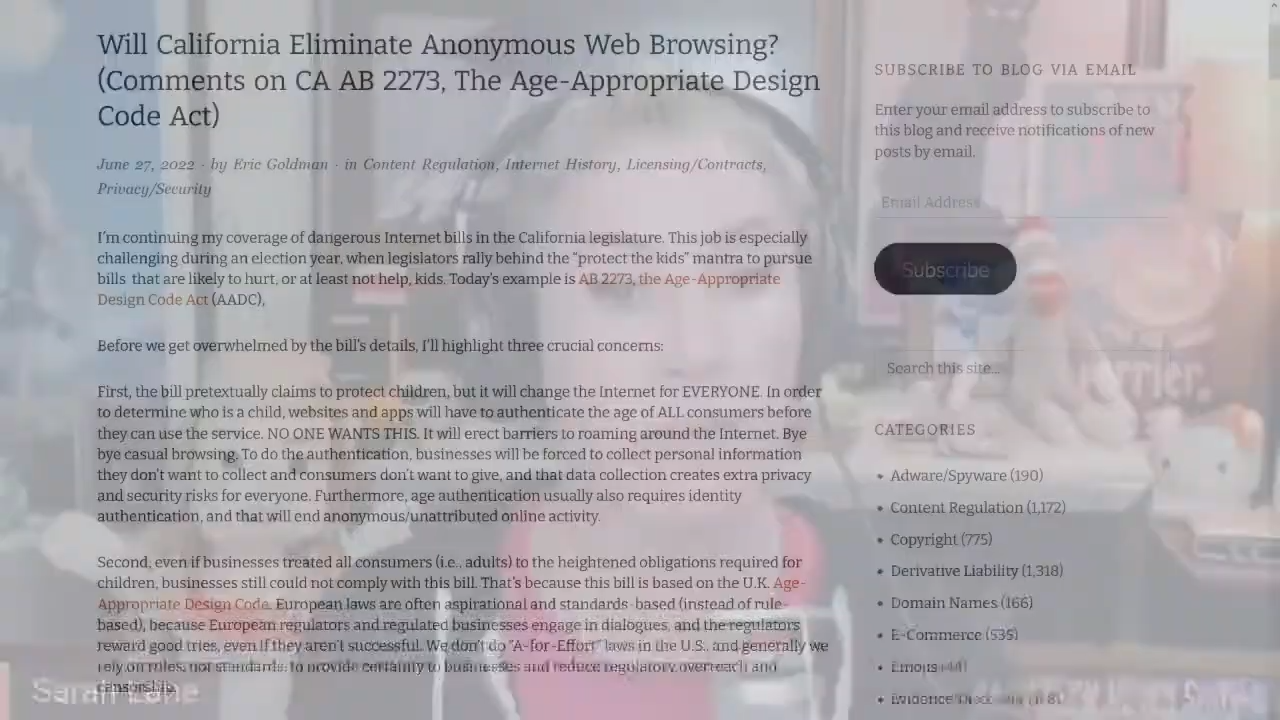 Will California Eliminate Anonymous Web Browsing?
(Comments on CA AB 2273, The Age-Appropriate Design
Code Act)
June 27, 2022 · by Eric Goldman · in Content Regulation, Internet History, Licensing/Contracts,
Privacy/Security
I'm continuing my coverage of dangerous Internet bills in the California legislature. This job is especially
challenging during an election year, when legislators rally behind the "protect the kids" mantra to pursue
bills that are likely to hurt, or at least not help, kids. Today's example is AB 2273, the Age-Appropriate
Design Code Act (AADC),
Before we get overwhelmed by the bill's details, I'll highlight three crucial concerns:
First, the bill pretextually claims to protect children, but it will change the Internet for EVERYONE. In order
to determine who is a child, websites and apps will have to authenticate the age of ALL consumers before
they can use the service. NO ONE WANTS THIS. It will erect barriers to roaming around the Internet. Bye
bye casual browsing. To do the authentication, businesses will be forced to collect personal information
they don't want to collect and consumers don't want to give, and that data collection creates extra privacy
and security risks for everyone. Furthermore, age authentication usually also requires identity
authentication, and that will end anonymous/unattributed online activity.
Second, even if businesses treated all consumers (i.e., adults) to the heightened obligations required for
children, businesses still could not comply with this bill. That's because this bill is based on the U.K. Age-
Appropriate Design Code. European laws are often aspirational and standards-based (instead of rule-
based), because European regulators and regulated businesses engage in dialogues, and the regulators
reward good tries, even if they aren't successful. We don't do "A-for-Effort" laws in the U.S., and generally we
rely on rules, not standards, to provide certainty to businesses and reduce regulatory overreach and
censorship.
Sarah Lane
SUBSCRIBE TO BLOG VIA EMAIL
Enter your email address to subscribe to
this blog and receive notifications of new
posts by email.
Email Address
Subscribe
Search this site...
CATEGORIES
Adware/Spyware (190)
Content Regulation (1,172)
Copyright (775)
Derivative Liability (1,318)
Domain Names (166)
E-Commerce (535)
Emojis (44)